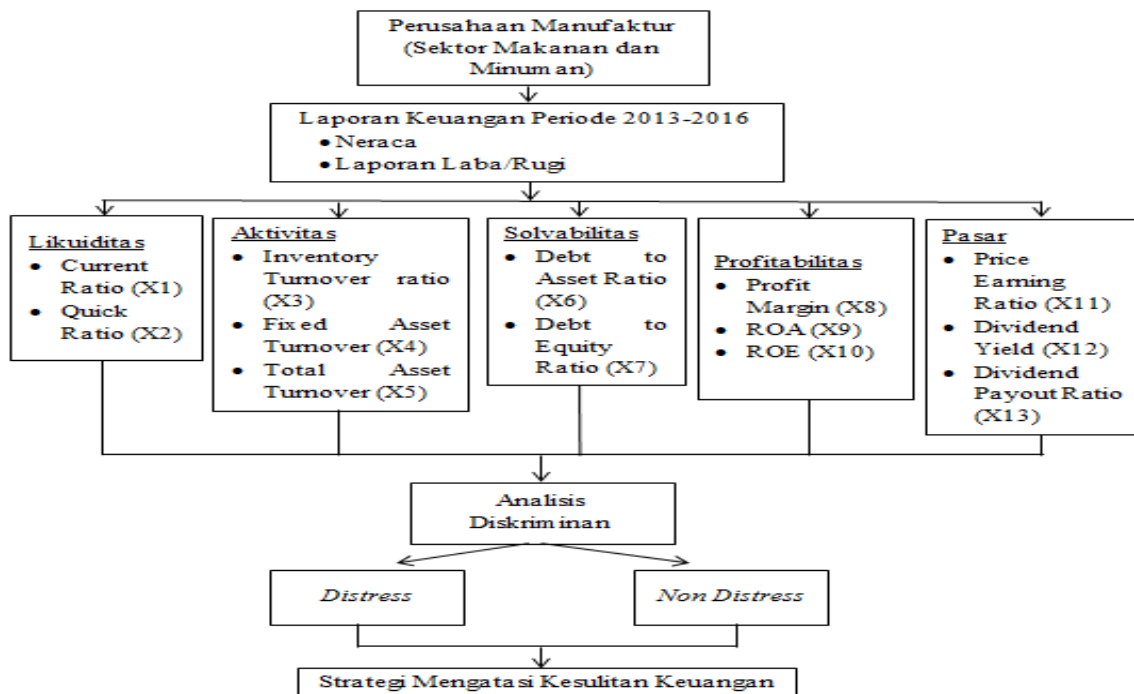 Perusahaan Manufaktur
(Sektor Makanan dan
Minuman)
Laporan Keuangan Periode 2013-2016
• Neraca
• Laporan Laba/Rugi
Likuiditas
• Current
Ratio (X1)
• Quick
Ratio (X2)
Aktivitas
• Inventory
Turnover ratio
(X3)
• Fixed Asset
Turnover (X4)
• Total Asset
Turnover (X5)
Solvabilitas
• Debt to
Asset Ratio
(X6)
• Debt to
Equity
Ratio (X7)
Profitabilitas
• Profit
Margin (X8)
• ROA (X9)
• ROE (X10)
Pasar
• Price
Earning
Ratio (X11)
• Dividend
Yield (X12)
• Dividend
Payout Ratio
(X13)
Analisis
Diskriminan
Distress
Non Distress
Strategi Mengatasi Kesulitan Keuangan